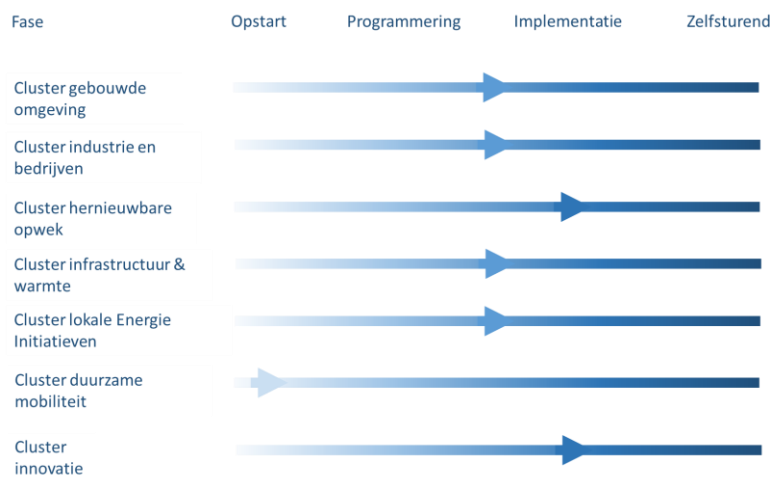 Fase Opstart Programmering Implementatie Zelfsturend
Cluster gebouwde
omgeving
Cluster industrie en
bedrijven
Cluster hernieuwbare
opwek
Cluster infrastructuur &
warmte
Cluster lokale Energie
Initiatieven
Cluster duurzame
mobiliteit
Cluster
innovatie